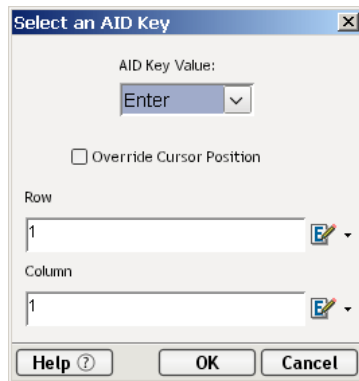 Select an AID Key
AID Key Value:
Enter
Override Cursor Position
Row
1
Column
1
Help ? OK Cancel